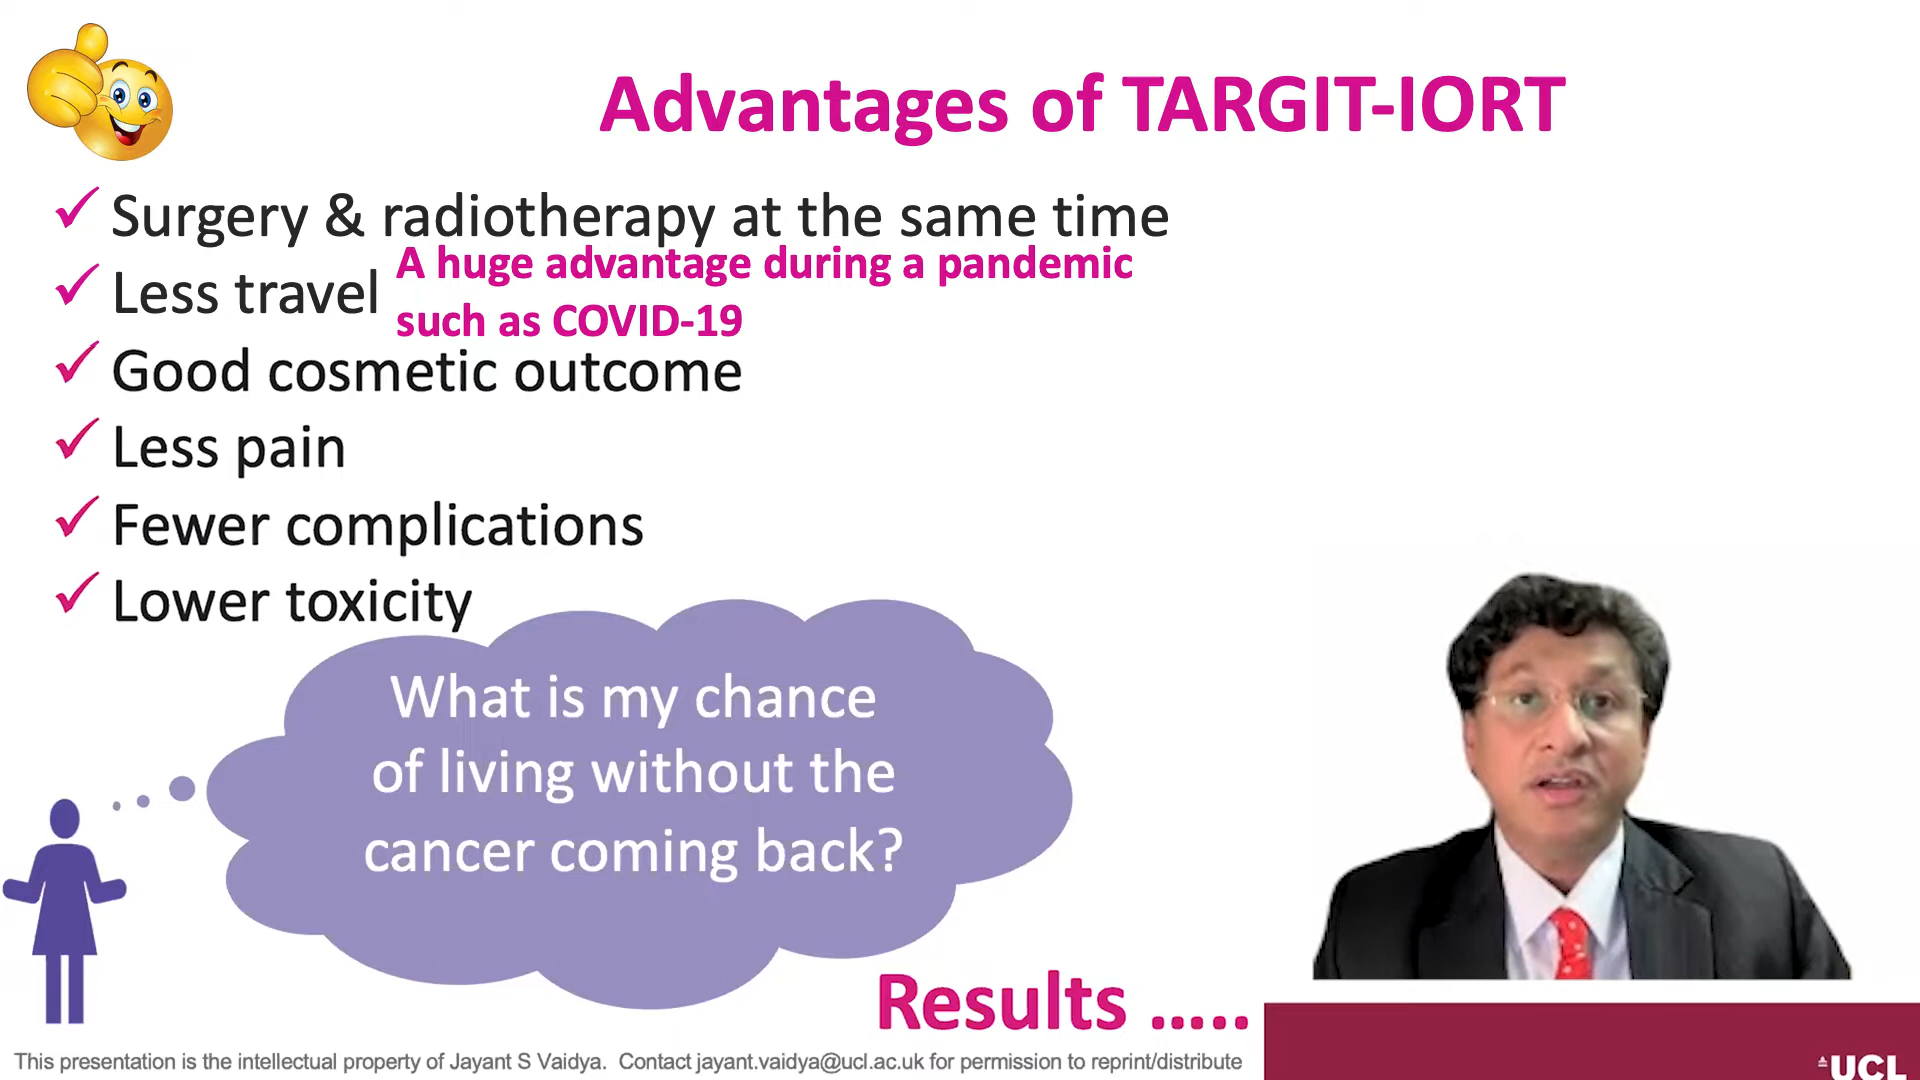 Advantages of TARGIT-IORT
Surgery & radiotherapy at the same time
Less travel
A huge advantage during a pandemic
such as COVID-19
Good cosmetic outcome
Less pain
Fewer complications
Lower toxicity
What is my chance
of living without the
cancer coming back?
Results .....
This presentation is the intellectual property of Jayant S Vaidya. Contact jayant.vaidya@ucl.ac.uk for permission to reprint/distribute
UCL